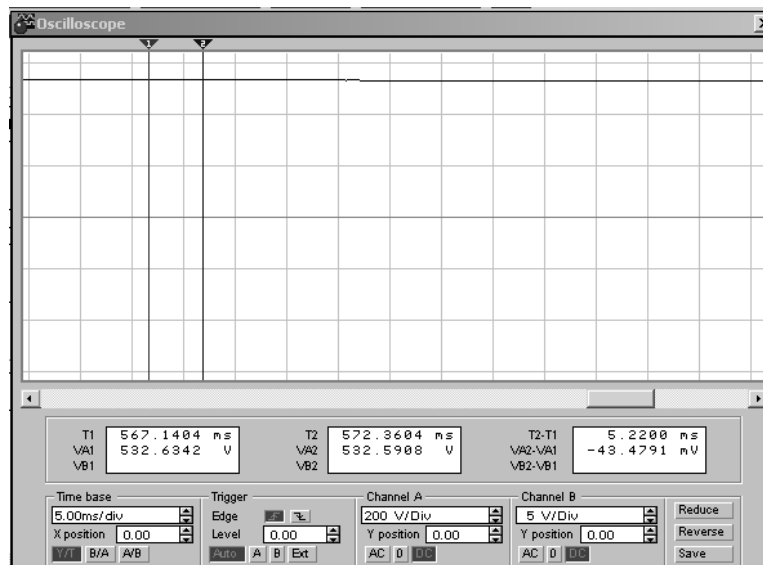 Oscilloscope
1 2
T1 567.1404 ms T2 572.3604 ms T2-T1 5.2200 ms
VA1 532.6342 V VA2 532.5908 V VA2-VA1 -43.4791 mV
VB1 VB2 VB2-VB1
Time base Trigger Channel A Channel B
5.00ms/div Edge 200 V/Div 5 V/Div Reduce
X position 0.00 Level 0.00 Y position 0.00 Y position 0.00 Reverse
Y/T B/A A/B Auto A B Ext AC 0 DC AC 0 DC Save